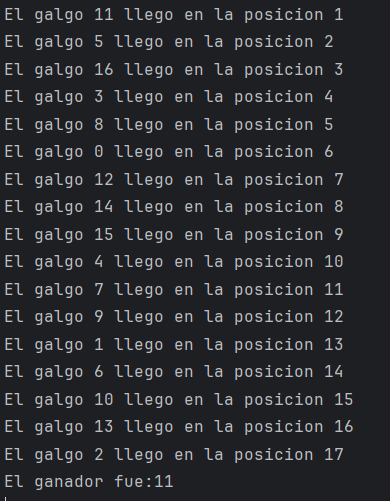 El galgo 11 llego en la posicion 1
El galgo 5 llego en la posicion 2
El galgo 16 llego en la posicion 3
El galgo 3 llego en la posicion 4
El galgo 8 llego en la posicion 5
El galgo 0 llego en la posicion 6
El galgo 12 llego en la posicion 7
El galgo 14 llego en la posicion 8
El galgo 15 llego en la posicion 9
El galgo 4 llego en la posicion 10
El galgo 7 llego en la posicion 11
El galgo 9 llego en la posicion 12
El galgo 1 llego en la posicion 13
El galgo 6 llego en la posicion 14
El galgo 10 llego en la posicion 15
El galgo 13 llego en la posicion 16
El galgo 2 llego en la posicion 17
El ganador fue:11